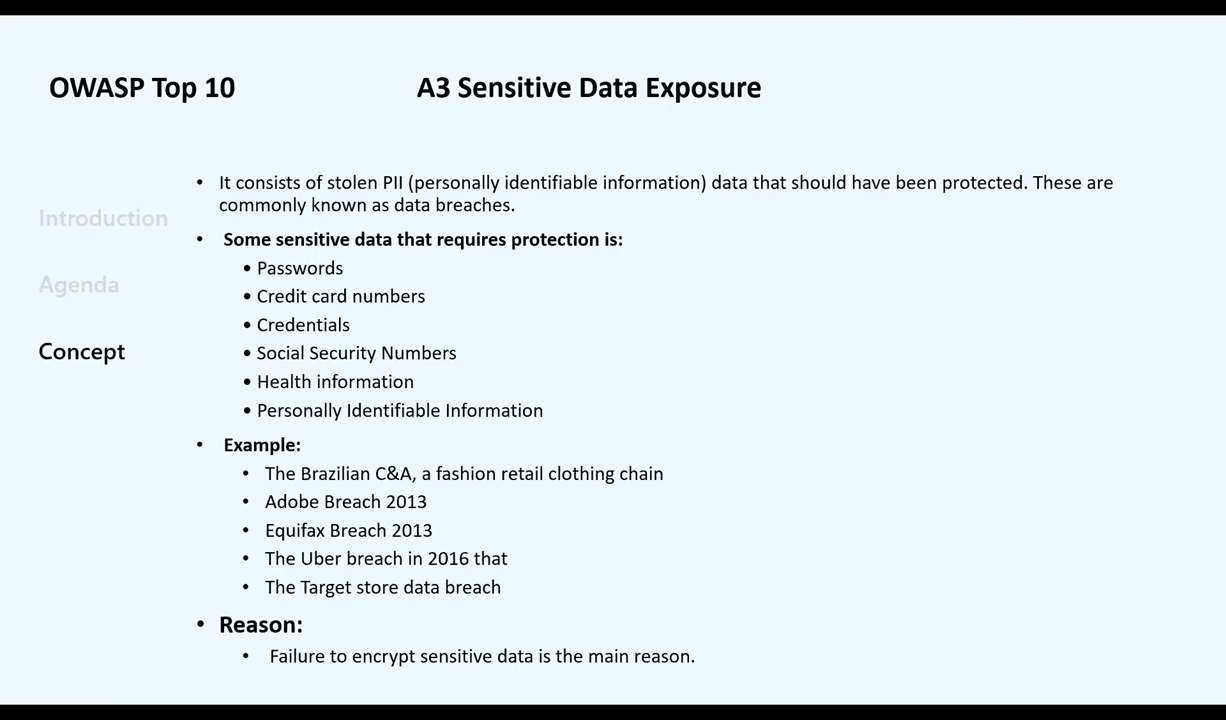 OWASP Top 10
A3 Sensitive Data Exposure
Introduction
Agenda
Concept
• It consists of stolen PII (personally identifiable information) data that should have been protected. These are
commonly known as data breaches.
• Some sensitive data that requires protection is:
• Passwords
• Credit card numbers
• Credentials
• Social Security Numbers
• Health information
• Personally Identifiable Information
• Example:
• The Brazilian C&A, a fashion retail clothing chain
• Adobe Breach 2013
• Equifax Breach 2013
• The Uber breach in 2016 that
• The Target store data breach
• Reason:
• Failure to encrypt sensitive data is the main reason.